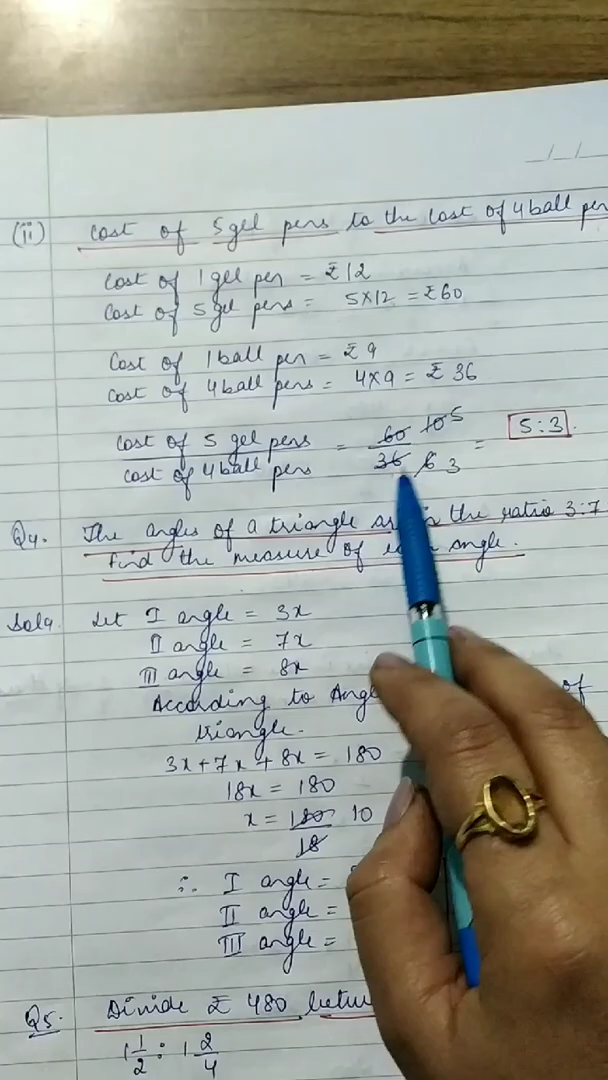 _/_/
(ii) Cost of 5 gel pens to the cost of 4 ball pen
Cost of 1 gel pen = ₹12
Cost of 5 gel pens = 5×12 = ₹60
Cost of 1 ball pen = ₹9
Cost of 4 ball pens = 4×9 = ₹36
Cost of 5 gel pens = 60 10 5 = 5:3
Cost of 4 ball pens 36 6 3
Q4. The angles of a triangle are in the ratio 3:7
find the measure of each angle.
Sol4. Let I angle = 3x
II angle = 7x
III angle = 8x
According to Angle of
triangle.
3x+7x+8x = 180
18x = 180
x = 180 10
18
∴ I angle =
II angle =
III angle =
Q5. Divide ₹ 480
1 1/2 : 1 2/4